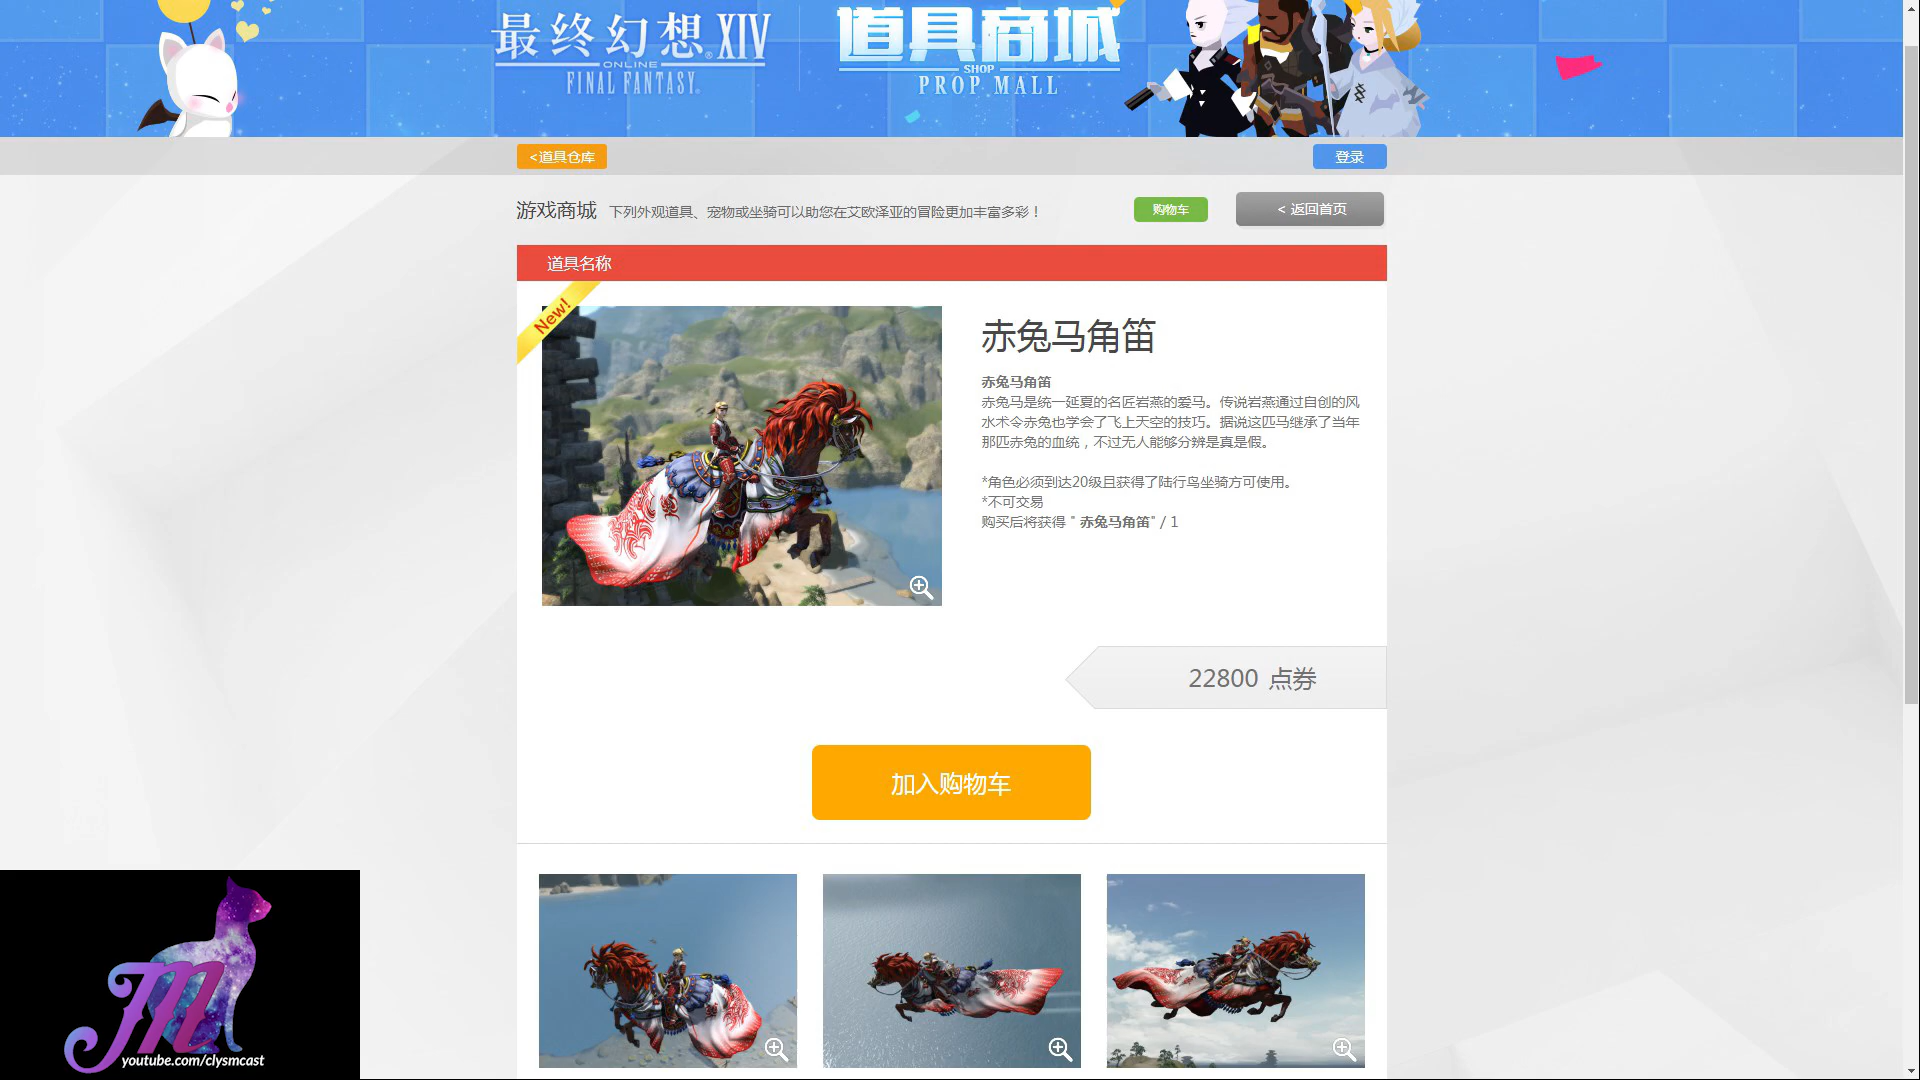 最终幻想XIV
ONLINE
FINAL FANTASY®
道具商城
SHOP
PROP MALL
<道具仓库
登录
游戏商城 下列外观道具、宠物或坐骑可以助您在艾欧泽亚的冒险更加丰富多彩！
购物车
< 返回首页
道具名称
New!
赤兔马角笛
赤兔马角笛
赤兔马是统一延夏的名匠岩燕的爱马。传说岩燕通过自创的风
水术令赤兔也学会了飞上天空的技巧。据说这匹马继承了当年
那匹赤兔的血统，不过无人能够分辨是真是假。
*角色必须到达20级且获得了陆行鸟坐骑方可使用。
*不可交易
购买后将获得 " 赤兔马角笛" / 1
22800 点券
加入购物车
JM
youtube.com/clysmcast